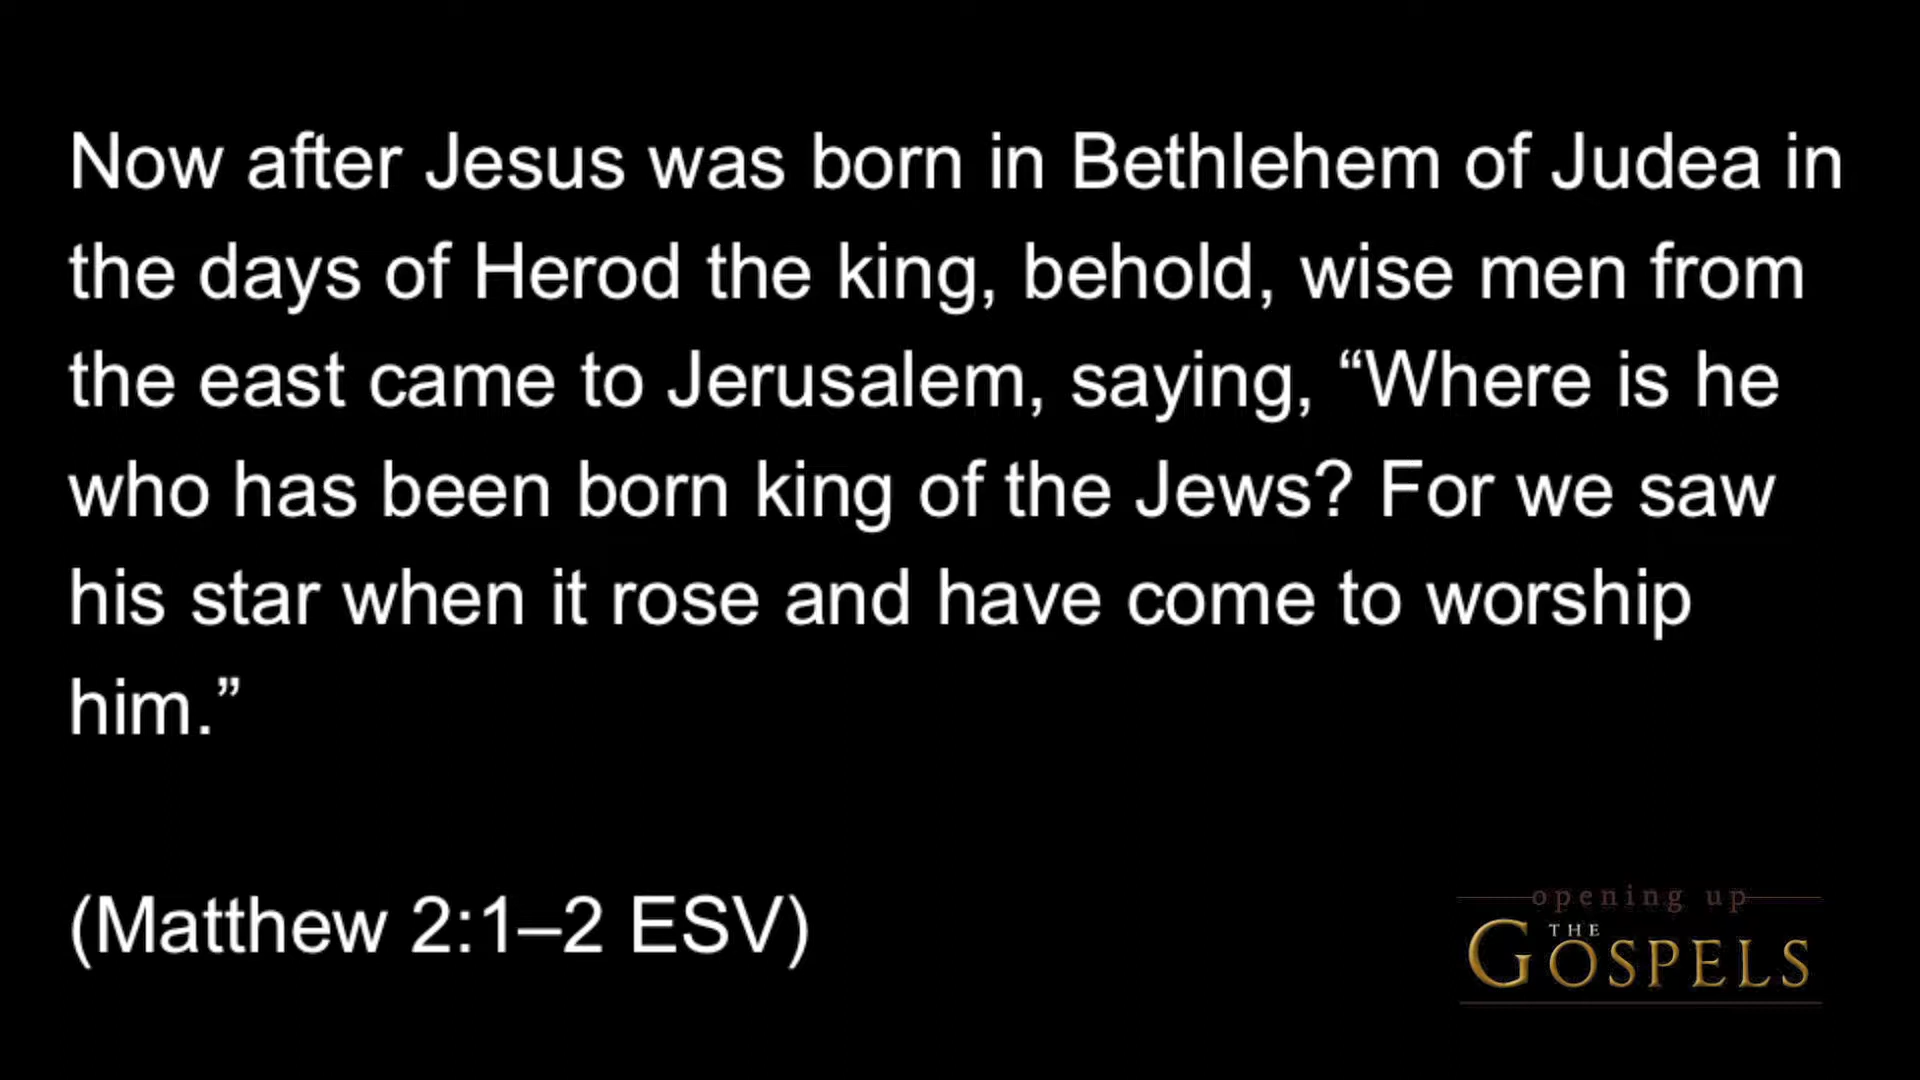 Now after Jesus was born in Bethlehem of Judea in
the days of Herod the king, behold, wise men from
the east came to Jerusalem, saying, “Where is he
who has been born king of the Jews? For we saw
his star when it rose and have come to worship
him.”
(Matthew 2:1–2 ESV)
opening up
THE
GOSPELS